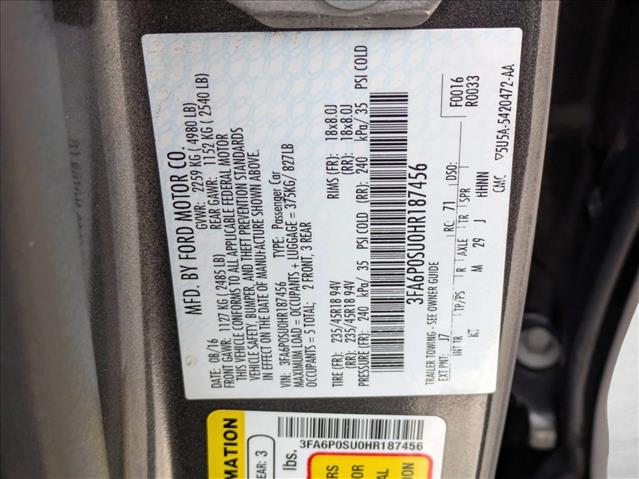 MFD. BY FORD MOTOR CO.
08/16 GVWR: 2259 KG ( 4980 LB)
FRONT GAWR: 1127 KG ( 2485 LB) REAR GAWR: 1152 KG ( 2540 LB)
THIS VEHICLE CONFORMS TO ALL APPLICABLE FEDERAL MOTOR
VEHICLE SAFETY, BUMPER, AND THEFT PREVENTION STANDARDS
IN EFFECT ON THE DATE OF MANUFACTURE SHOWN ABOVE.
VIN: 3FA6P0SU0HR187456 TYPE: Passenger Car
MAXIMUM LOAD = OCCUPANTS + LUGGAGE = 375KG/ 827LB
OCCUPANTS = 5 TOTAL: 2 FRONT, 3 REAR
TIRE (FR): 235/45R18 94V RIMS (FR): 18x8.0J
(RR): 235/45R18 94V (RR): 18x8.0J
PRESSURE (FR): 240 kPa/ 35 PSI COLD (RR): 240 kPa/ 35 PSI COLD
3FA6P0SU0HR187456
TRAILER TOWING - SEE OWNER GUIDE
F0016
R0033
EXT PNT: J7 RC: 71 DSO:
INT TR TP/PS R AXLE TR SPR
KT M 29 J HHNN
CMC ▽5U5A-5420472-AA
3FA6P0SU0HR187456
MATION
EAR: 3
lbs.